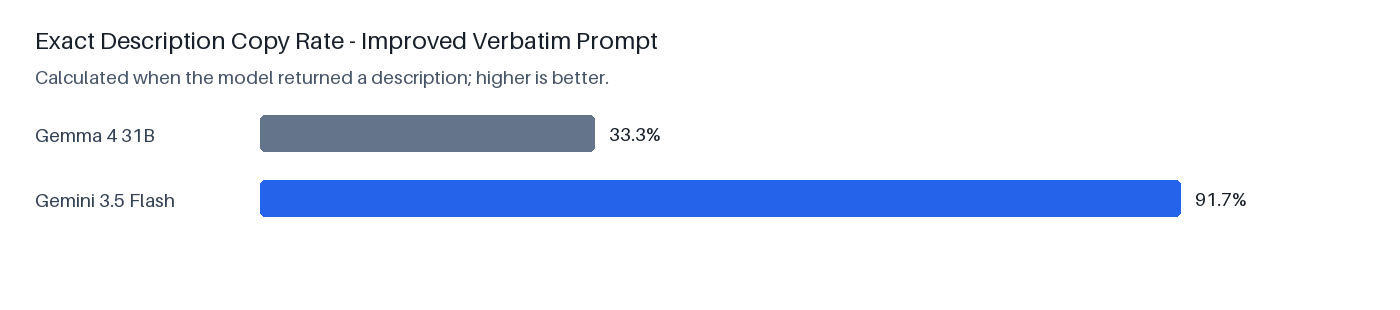 Exact Description Copy Rate - Improved Verbatim Prompt
Calculated when the model returned a description; higher is better.
Gemma 4 31B 33.3%
Gemini 3.5 Flash 91.7%